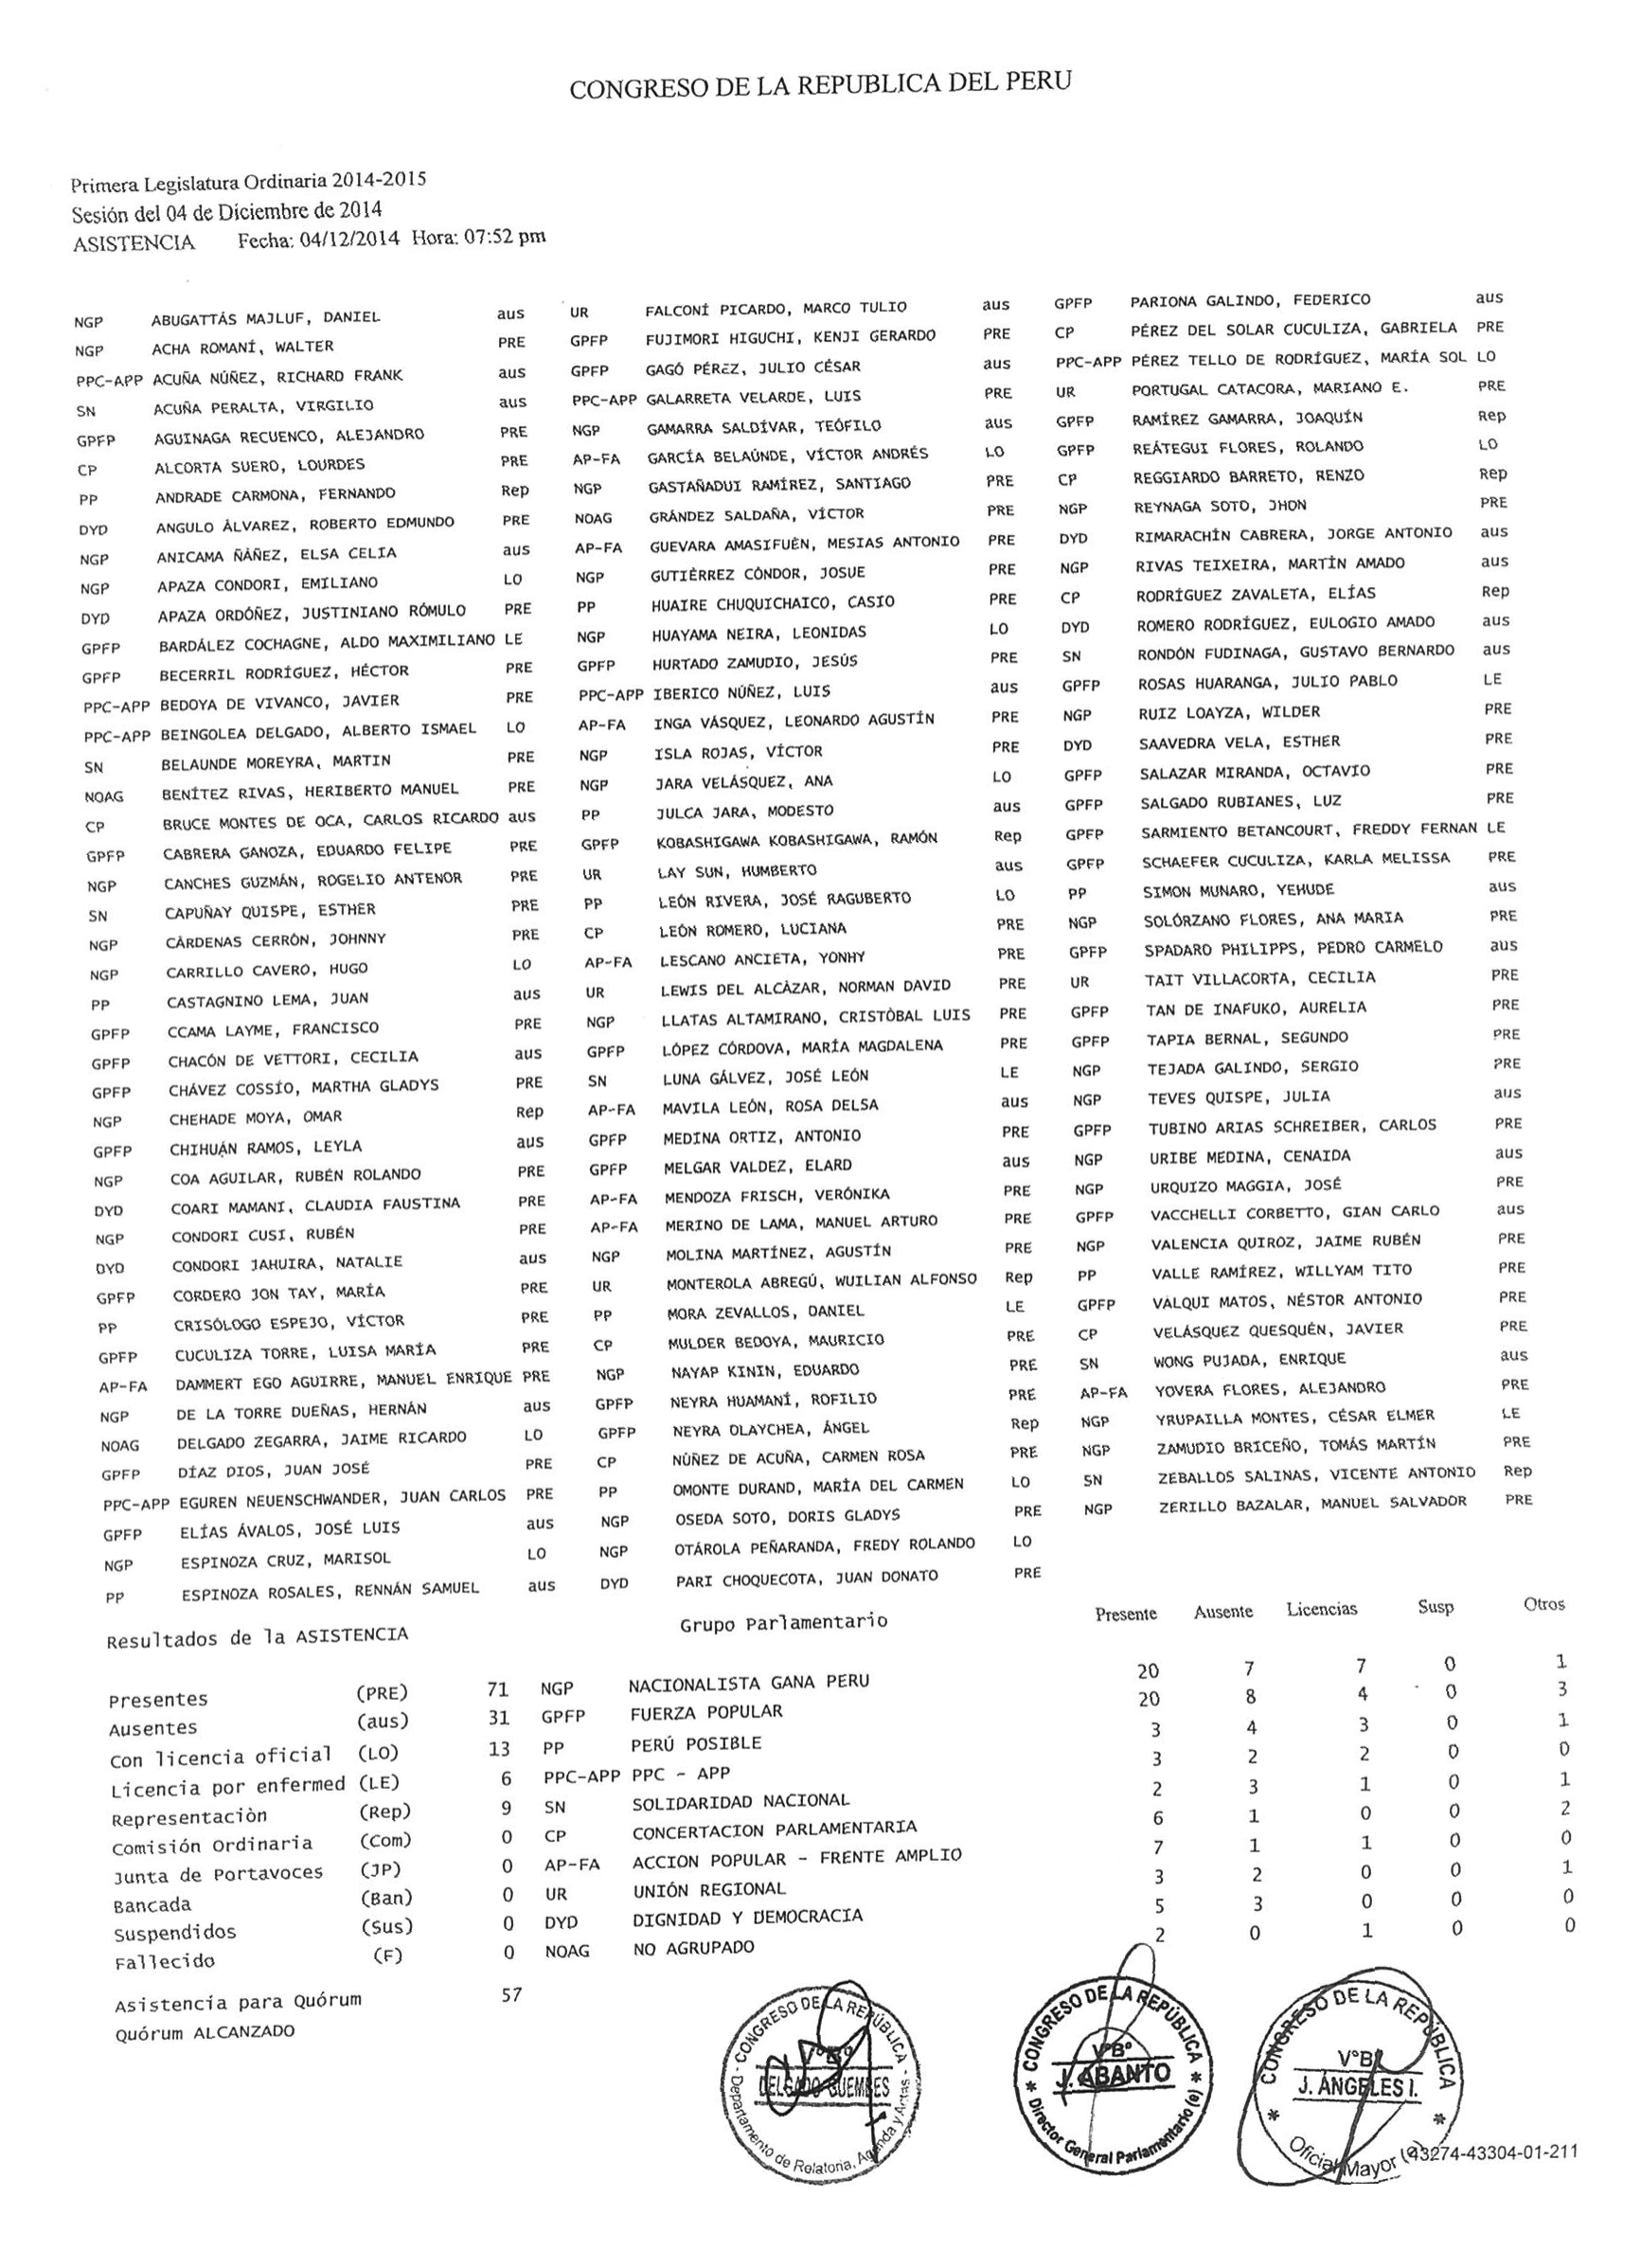 CONGRESO DE LA REPUBLICA DEL PERU
Primera Legislatura Ordinaria 2014-2015
Sesión del 04 de Diciembre de 2014
ASISTENCIA Fecha: 04/12/2014 Hora: 07:52 pm
NGP ABUGATTÁS MAJLUF, DANIEL aus
NGP ACHA ROMANÍ, WALTER PRE
PPC-APP ACUÑA NÚÑEZ, RICHARD FRANK aus
SN ACUÑA PERALTA, VIRGILIO aus
GPFP AGUINAGA RECUENCO, ALEJANDRO PRE
CP ALCORTA SUERO, LOURDES PRE
PP ANDRADE CARMONA, FERNANDO Rep
DYD ANGULO ÁLVAREZ, ROBERTO EDMUNDO PRE
NGP ANICAMA ÑÁÑEZ, ELSA CELIA aus
NGP APAZA CONDORI, EMILIANO LO
DYD APAZA ORDÓÑEZ, JUSTINIANO RÓMULO PRE
GPFP BARDÁLEZ COCHAGNE, ALDO MAXIMILIANO LE
GPFP BECERRIL RODRÍGUEZ, HÉCTOR PRE
PPC-APP BEDOYA DE VIVANCO, JAVIER PRE
PPC-APP BEINGOLEA DELGADO, ALBERTO ISMAEL LO
SN BELAUNDE MOREYRA, MARTIN PRE
NOAG BENÍTEZ RIVAS, HERIBERTO MANUEL PRE
CP BRUCE MONTES DE OCA, CARLOS RICARDO aus
GPFP CABRERA GANOZA, EDUARDO FELIPE PRE
NGP CANCHES GUZMÁN, ROGELIO ANTENOR PRE
SN CAPUÑAY QUISPE, ESTHER PRE
NGP CÁRDENAS CERRÓN, JOHNNY PRE
NGP CARRILLO CAVERO, HUGO LO
PP CASTAGNINO LEMA, JUAN aus
GPFP CCAMA LAYME, FRANCISCO PRE
GPFP CHACÓN DE VETTORI, CECILIA aus
GPFP CHÁVEZ COSSÍO, MARTHA GLADYS PRE
NGP CHEHADE MOYA, OMAR Rep
GPFP CHIHUÁN RAMOS, LEYLA aus
NGP COA AGUILAR, RUBÉN ROLANDO PRE
DYD COARI MAMANI, CLAUDIA FAUSTINA PRE
NGP CONDORI CUSI, RUBÉN PRE
DYD CONDORI JAHUIRA, NATALIE aus
GPFP CORDERO JON TAY, MARÍA PRE
PP CRISÓLOGO ESPEJO, VÍCTOR PRE
GPFP CUCULIZA TORRE, LUISA MARÍA PRE
AP-FA DAMMERT EGO AGUIRRE, MANUEL ENRIQUE PRE
NGP DE LA TORRE DUEÑAS, HERNÁN aus
NOAG DELGADO ZEGARRA, JAIME RICARDO LO
GPFP DÍAZ DIOS, JUAN JOSÉ PRE
PPC-APP EGUREN NEUENSCHWANDER, JUAN CARLOS PRE
GPFP ELÍAS ÁVALOS, JOSÉ LUIS aus
NGP ESPINOZA CRUZ, MARISOL LO
PP ESPINOZA ROSALES, RENNÁN SAMUEL aus
UR FALCONÍ PICARDO, MARCO TULIO aus
GPFP FUJIMORI HIGUCHI, KENJI GERARDO PRE
GPFP GAGÓ PÉREZ, JULIO CÉSAR aus
PPC-APP GALARRETA VELARDE, LUIS PRE
NGP GAMARRA SALDÍVAR, TEÓFILO aus
AP-FA GARCÍA BELAÚNDE, VÍCTOR ANDRÉS LO
NGP GASTAÑADUI RAMÍREZ, SANTIAGO PRE
NOAG GRÁNDEZ SALDAÑA, VÍCTOR PRE
AP-FA GUEVARA AMASIFUÉN, MESIAS ANTONIO PRE
NGP GUTIÉRREZ CÓNDOR, JOSUE PRE
PP HUAIRE CHUQUICHAICO, CASIO PRE
NGP HUAYAMA NEIRA, LEONIDAS LO
GPFP HURTADO ZAMUDIO, JESÚS PRE
PPC-APP IBERICO NÚÑEZ, LUIS aus
AP-FA INGA VÁSQUEZ, LEONARDO AGUSTÍN PRE
NGP ISLA ROJAS, VÍCTOR PRE
NGP JARA VELÁSQUEZ, ANA LO
PP JULCA JARA, MODESTO aus
GPFP KOBASHIGAWA KOBASHIGAWA, RAMÓN Rep
UR LAY SUN, HUMBERTO aus
PP LEÓN RIVERA, JOSÉ RAGUBERTO LO
CP LEÓN ROMERO, LUCIANA PRE
AP-FA LESCANO ANCIETA, YONHY PRE
UR LEWIS DEL ALCÁZAR, NORMAN DAVID PRE
NGP LLATAS ALTAMIRANO, CRISTÓBAL LUIS PRE
GPFP LÓPEZ CÓRDOVA, MARÍA MAGDALENA PRE
SN LUNA GÁLVEZ, JOSÉ LEÓN LE
AP-FA MAVILA LEÓN, ROSA DELSA aus
GPFP MEDINA ORTIZ, ANTONIO PRE
GPFP MELGAR VALDEZ, ELARD aus
AP-FA MENDOZA FRISCH, VERÓNIKA PRE
AP-FA MERINO DE LAMA, MANUEL ARTURO PRE
NGP MOLINA MARTÍNEZ, AGUSTÍN PRE
UR MONTEROLA ABREGÚ, WUILIAN ALFONSO Rep
PP MORA ZEVALLOS, DANIEL LE
CP MULDER BEDOYA, MAURICIO PRE
NGP NAYAP KININ, EDUARDO PRE
GPFP NEYRA HUAMANÍ, ROFILIO PRE
GPFP NEYRA OLAYCHEA, ÁNGEL Rep
CP NÚÑEZ DE ACUÑA, CARMEN ROSA PRE
PP OMONTE DURAND, MARÍA DEL CARMEN LO
NGP OSEDA SOTO, DORIS GLADYS PRE
NGP OTÁROLA PEÑARANDA, FREDY ROLANDO LO
DYD PARI CHOQUECOTA, JUAN DONATO PRE
GPFP PARIONA GALINDO, FEDERICO aus
CP PÉREZ DEL SOLAR CUCULIZA, GABRIELA PRE
PPC-APP PÉREZ TELLO DE RODRÍGUEZ, MARÍA SOL LO
UR PORTUGAL CATACORA, MARIANO E. PRE
GPFP RAMÍREZ GAMARRA, JOAQUÍN Rep
GPFP REÁTEGUI FLORES, ROLANDO LO
CP REGGIARDO BARRETO, RENZO Rep
NGP REYNAGA SOTO, JHON PRE
DYD RIMARACHÍN CABRERA, JORGE ANTONIO aus
NGP RIVAS TEIXEIRA, MARTÍN AMADO aus
CP RODRÍGUEZ ZAVALETA, ELÍAS Rep
DYD ROMERO RODRÍGUEZ, EULOGIO AMADO aus
SN RONDÓN FUDINAGA, GUSTAVO BERNARDO aus
GPFP ROSAS HUARANGA, JULIO PABLO LE
NGP RUIZ LOAYZA, WILDER PRE
DYD SAAVEDRA VELA, ESTHER PRE
GPFP SALAZAR MIRANDA, OCTAVIO PRE
GPFP SALGADO RUBIANES, LUZ PRE
GPFP SARMIENTO BETANCOURT, FREDDY FERNAN LE
GPFP SCHAEFER CUCULIZA, KARLA MELISSA PRE
PP SIMON MUNARO, YEHUDE aus
NGP SOLÓRZANO FLORES, ANA MARIA PRE
GPFP SPADARO PHILIPPS, PEDRO CARMELO aus
UR TAIT VILLACORTA, CECILIA PRE
GPFP TAN DE INAFUKO, AURELIA PRE
GPFP TAPIA BERNAL, SEGUNDO PRE
NGP TEJADA GALINDO, SERGIO PRE
NGP TEVES QUISPE, JULIA aus
GPFP TUBINO ARIAS SCHREIBER, CARLOS PRE
NGP URIBE MEDINA, CENAIDA aus
NGP URQUIZO MAGGIA, JOSÉ PRE
GPFP VACCHELLI CORBETTO, GIAN CARLO aus
NGP VALENCIA QUIROZ, JAIME RUBÉN PRE
PP VALLE RAMÍREZ, WILLYAM TITO PRE
GPFP VALQUI MATOS, NÉSTOR ANTONIO PRE
CP VELÁSQUEZ QUESQUÉN, JAVIER PRE
SN WONG PUJADA, ENRIQUE aus
AP-FA YOVERA FLORES, ALEJANDRO PRE
NGP YRUPAILLA MONTES, CÉSAR ELMER LE
NGP ZAMUDIO BRICEÑO, TOMÁS MARTÍN PRE
SN ZEBALLOS SALINAS, VICENTE ANTONIO Rep
NGP ZERILLO BAZALAR, MANUEL SALVADOR PRE
Resultados de la ASISTENCIA
Presentes (PRE) 71
Ausentes (aus) 31
Con licencia oficial (LO) 13
Licencia por enfermed (LE) 6
Representación (Rep) 9
Comisión Ordinaria (Com) 0
Junta de Portavoces (JP) 0
Bancada (Ban) 0
Suspendidos (Sus) 0
Fallecido (F) 0
Asistencia para Quórum 57
Quórum ALCANZADO
Grupo Parlamentario Presente Ausente Licencias Susp Otros
NGP NACIONALISTA GANA PERU 20 7 7 0 1
GPFP FUERZA POPULAR 20 8 4 0 3
PP PERÚ POSIBLE 3 4 3 0 1
PPC-APP PPC - APP 3 2 2 0 0
SN SOLIDARIDAD NACIONAL 2 3 1 0 1
CP CONCERTACION PARLAMENTARIA 6 1 0 0 2
AP-FA ACCION POPULAR - FRENTE AMPLIO 7 1 1 0 0
UR UNIÓN REGIONAL 3 2 0 0 1
DYD DIGNIDAD Y DEMOCRACIA 5 3 0 0 0
NOAG NO AGRUPADO 2 0 1 0 0
CONGRESO DE LA REPÚBLICA
V°B°
DELGADO GUEMBES
Departamento de Relatoria, Agenda y Actas
* CONGRESO DE LA REPÚBLICA *
V°B°
J. ABANTO
Director General Parlamentario (e)
* CONGRESO DE LA REPÚBLICA *
V°B°
J. ÁNGELES I.
Oficial Mayor (e)
43274-43304-01-211